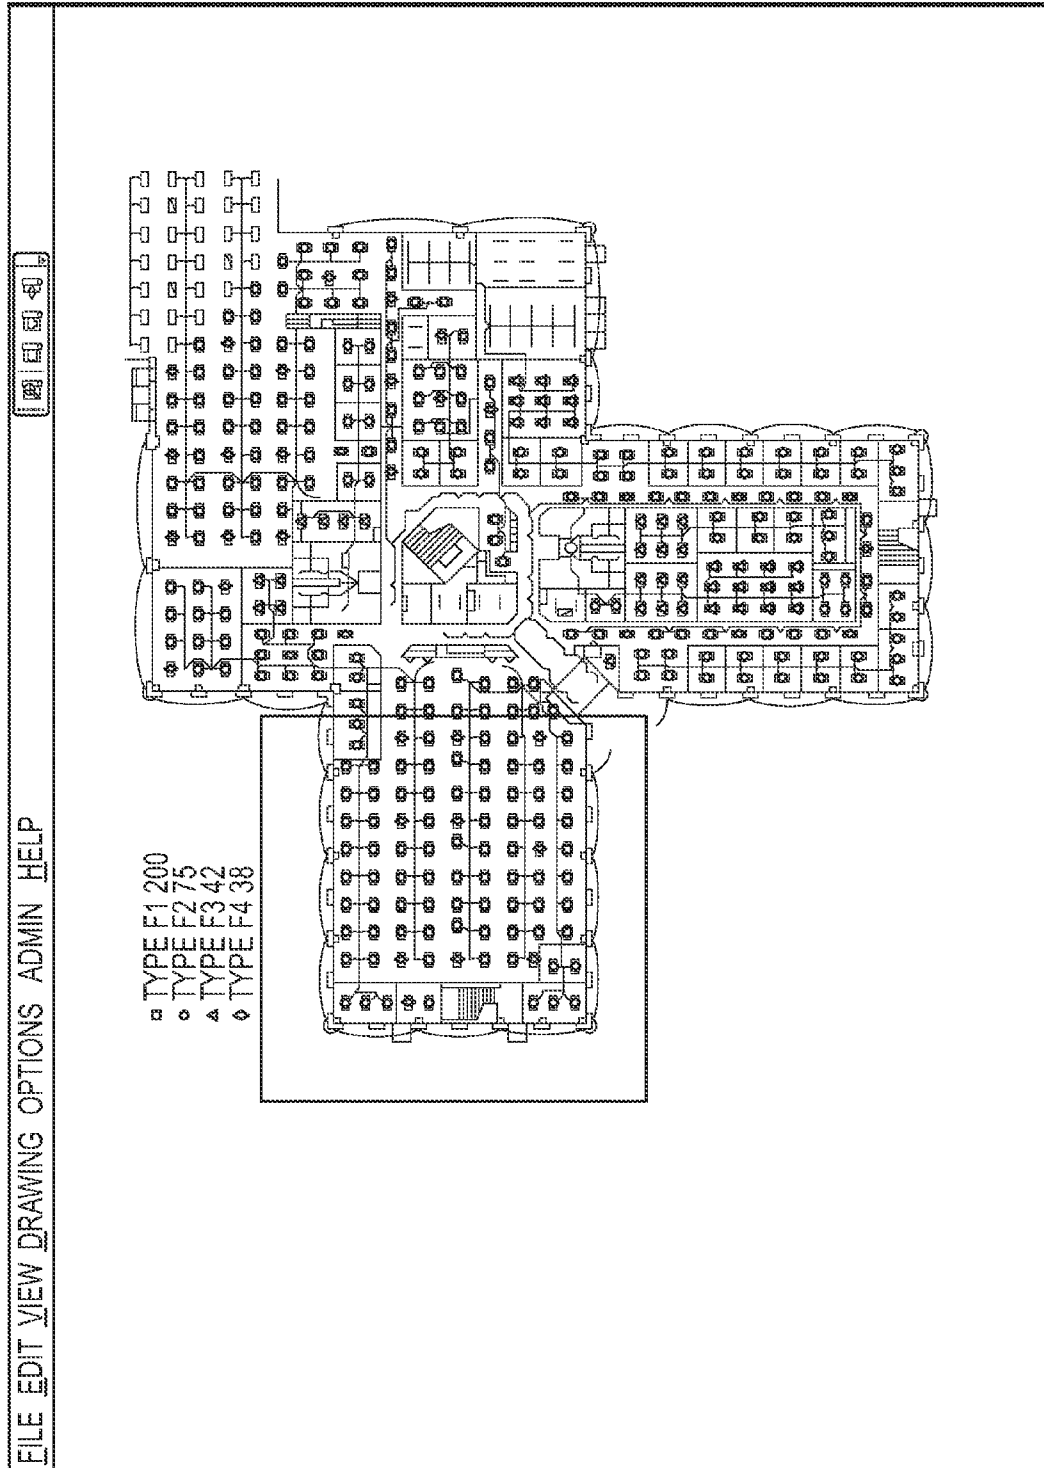 FILE EDIT VIEW DRAWING OPTIONS ADMIN HELP
TYPE F1 200
TYPE F2 75
TYPE F3 42
TYPE F4 38